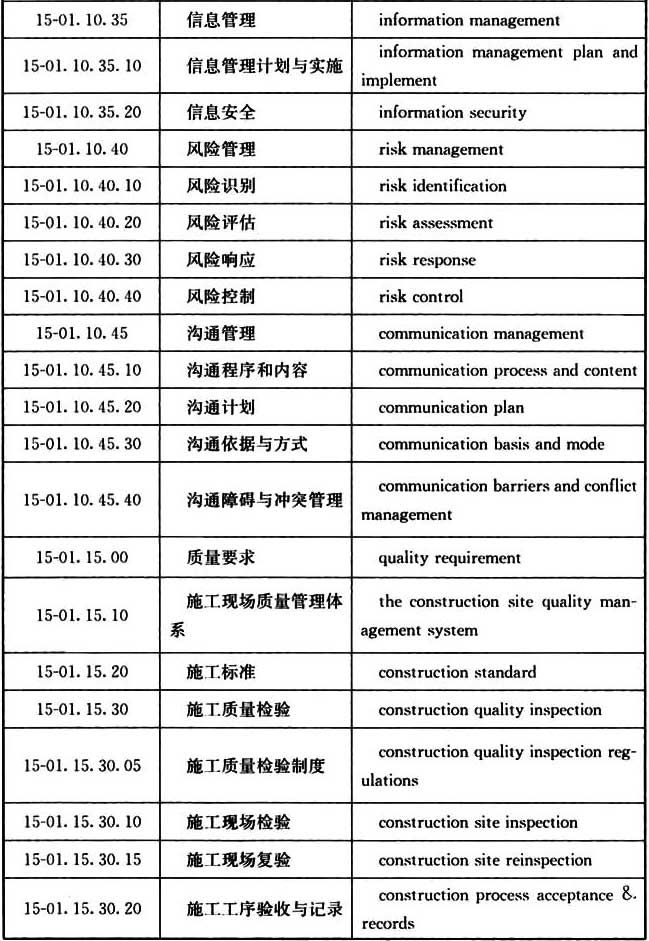 15-01.10.35 信息管理 information management
15-01.10.35.10 信息管理计划与实施 information management plan and
implement
15-01.10.35.20 信息安全 information security
15-01.10.40 风险管理 risk management
15-01.10.40.10 风险识别 risk identification
15-01.10.40.20 风险评估 risk assessment
15-01.10.40.30 风险响应 risk response
15-01.10.40.40 风险控制 risk control
15-01.10.45 沟通管理 communication management
15-01.10.45.10 沟通程序和内容 communication process and content
15-01.10.45.20 沟通计划 communication plan
15-01.10.45.30 沟通依据与方式 communication basis and mode
15-01.10.45.40 沟通障碍与冲突管理 communication barriers and conflict
management
15-01.15.00 质量要求 quality requirement
15-01.15.10 施工现场质量管理体 the construction site quality man-
系 agement system
15-01.15.20 施工标准 construction standard
15-01.15.30 施工质量检验 construction quality inspection
15-01.15.30.05 施工质量检验制度 construction quality inspection reg-
ulations
15-01.15.30.10 施工现场检验 construction site inspection
15-01.15.30.15 施工现场复验 construction site reinspection
15-01.15.30.20 施工工序验收与记录 construction process acceptance &.
records